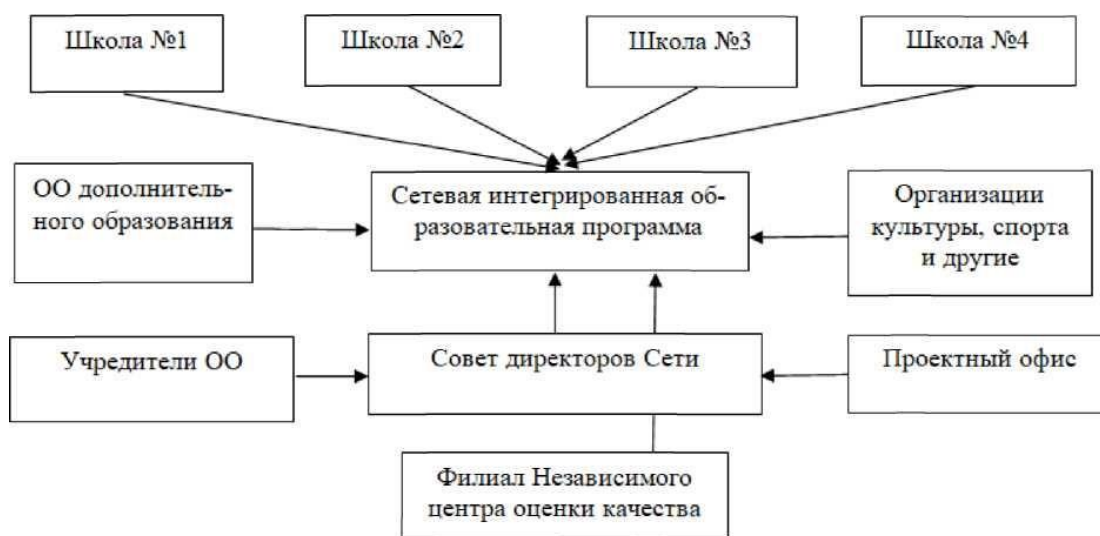 Школа №1
Школа №2
Школа №3
Школа №4
ОО дополнитель-
ного образования
Сетевая интегрированная об-
разовательная программа
Организации
культуры, спорта
и другие
Учредители ОО
Совет директоров Сети
Проектный офис
Филиал Независимого
центра оценки качества